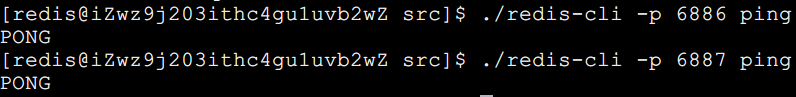 [redis@iZwz9j203ithc4gu1uvb2wZ src]$ ./redis-cli -p 6886 ping
PONG
[redis@iZwz9j203ithc4gu1uvb2wZ src]$ ./redis-cli -p 6887 ping
PONG